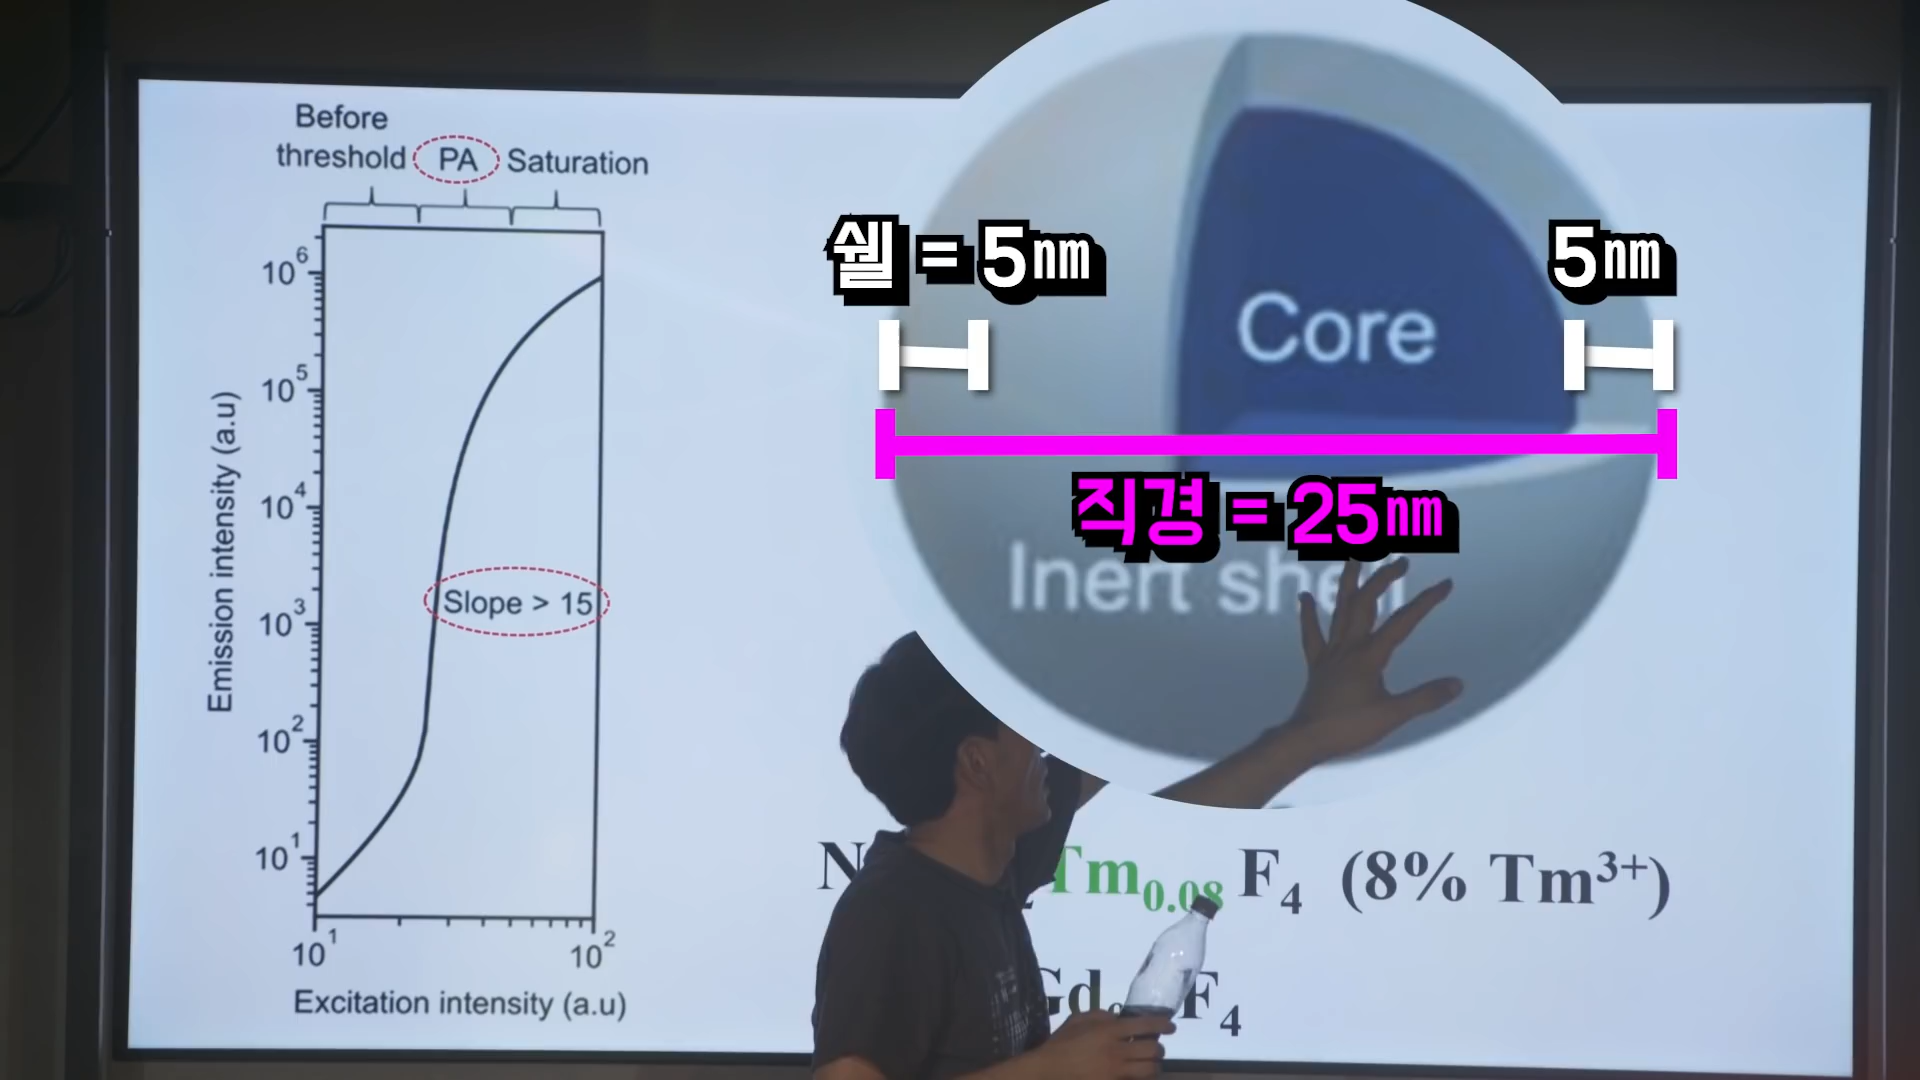 Before
threshold PA Saturation
10⁶
10⁵
10⁴
10³
10²
10¹
Emission intensity (a.u)
Slope > 15
10¹ 10²
Excitation intensity (a.u)
쉘 = 5㎚
5㎚
Core
직경 = 25㎚
Inert shell
Tm₀.₀₈ F₄ (8% Tm³⁺)
F₄